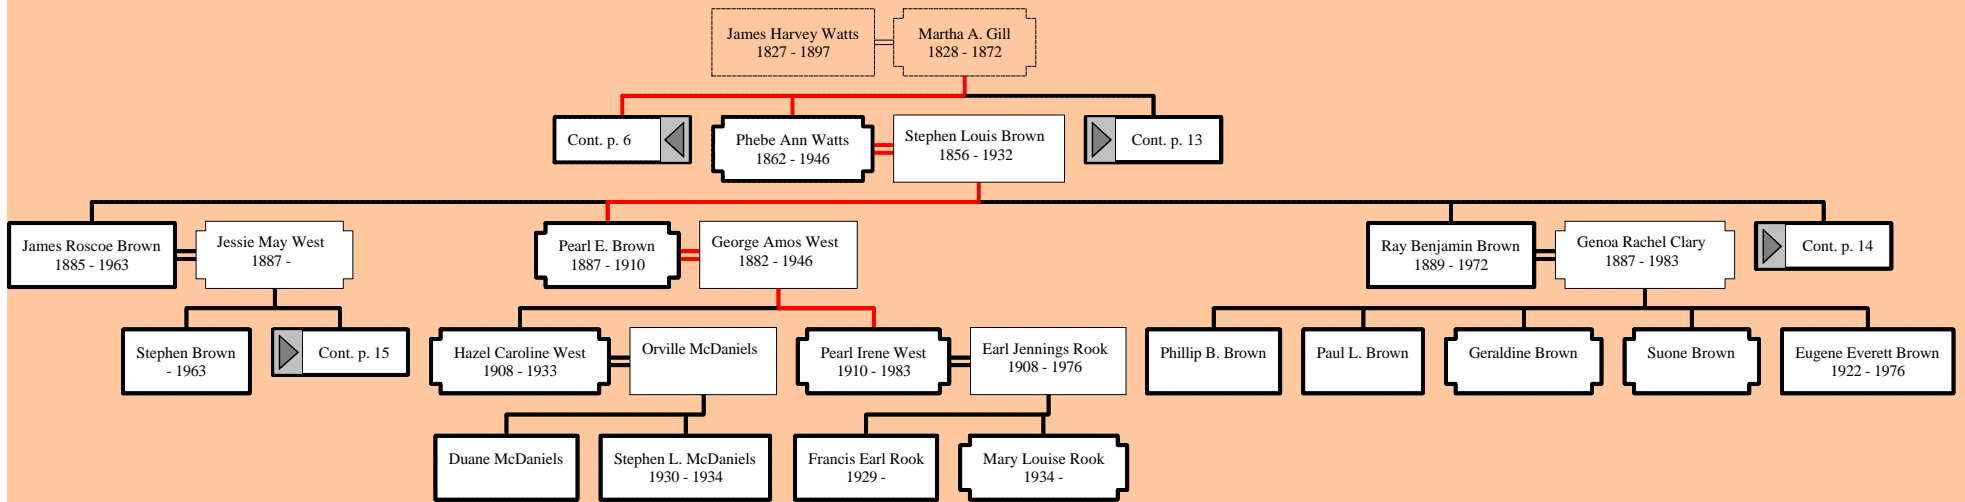 James Harvey Watts
1827 - 1897
Martha A. Gill
1828 - 1872
Cont. p. 6
Phebe Ann Watts
1862 - 1946
Stephen Louis Brown
1856 - 1932
Cont. p. 13
James Roscoe Brown
1885 - 1963
Jessie May West
1887 -
Pearl E. Brown
1887 - 1910
George Amos West
1882 - 1946
Ray Benjamin Brown
1889 - 1972
Genoa Rachel Clary
1887 - 1983
Cont. p. 14
Stephen Brown
- 1963
Cont. p. 15
Hazel Caroline West
1908 - 1933
Orville McDaniels
Pearl Irene West
1910 - 1983
Earl Jennings Rook
1908 - 1976
Phillip B. Brown
Paul L. Brown
Geraldine Brown
Suone Brown
Eugene Everett Brown
1922 - 1976
Duane McDaniels
Stephen L. McDaniels
1930 - 1934
Francis Earl Rook
1929 -
Mary Louise Rook
1934 -